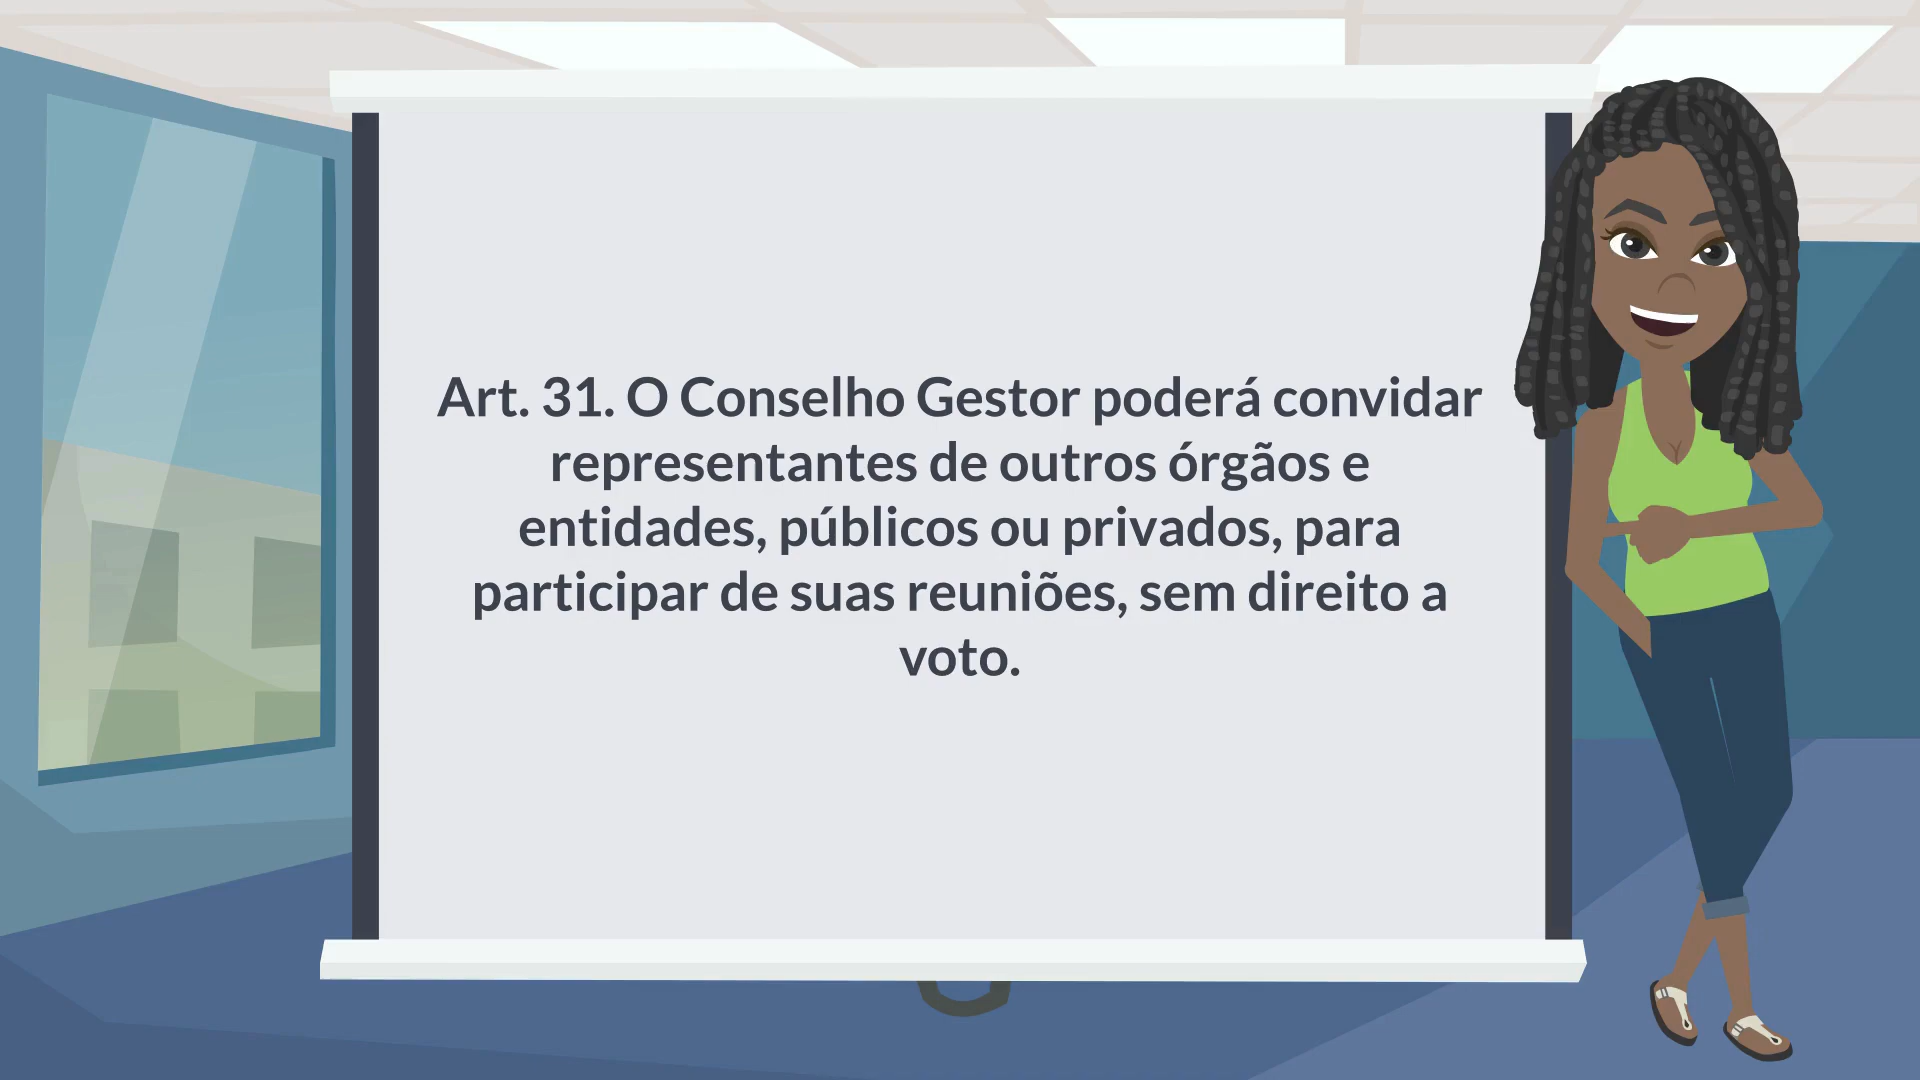 Art. 31. O Conselho Gestor poderá convidar
representantes de outros órgãos e
entidades, públicos ou privados, para
participar de suas reuniões, sem direito a
voto.